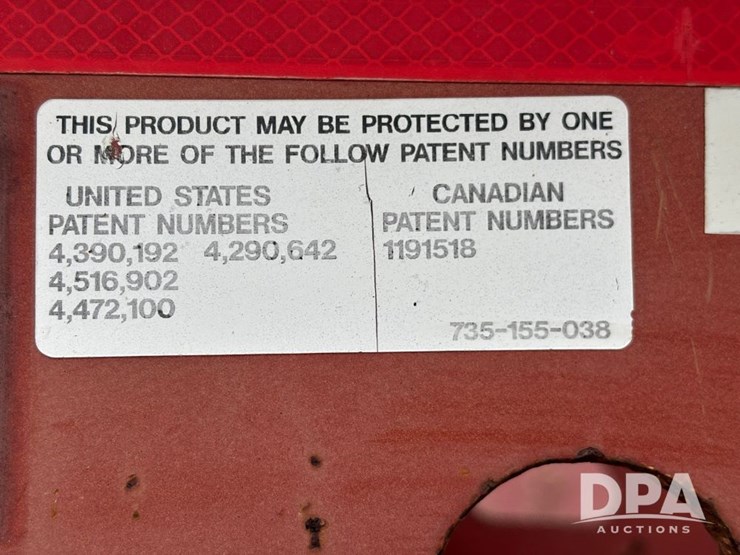 THIS PRODUCT MAY BE PROTECTED BY ONE
OR MORE OF THE FOLLOW PATENT NUMBERS
UNITED STATES
PATENT NUMBERS
4,390,192 4,290,642
4,516,902
4,472,100
CANADIAN
PATENT NUMBERS
1191518
735-155-038
DPA
AUCTIONS